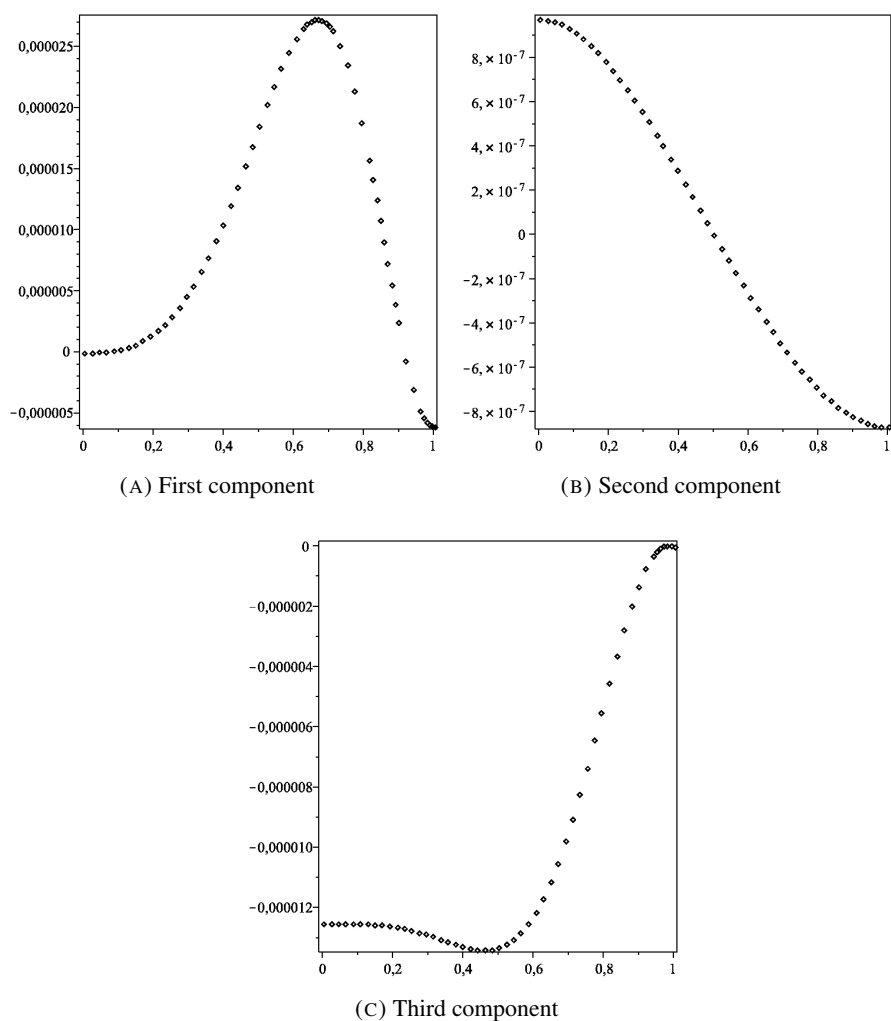 0,000025
0,000020
0,000015
0,000010
0,000005
0
−0,000005
0 0,2 0,4 0,6 0,8 1
(A) First component
8, × 10⁻⁷
6, × 10⁻⁷
4, × 10⁻⁷
2, × 10⁻⁷
0
−2, × 10⁻⁷
−4, × 10⁻⁷
−6, × 10⁻⁷
−8, × 10⁻⁷
0 0,2 0,4 0,6 0,8 1
(B) Second component
0
−0,000002
−0,000004
−0,000006
−0,000008
−0,000010
−0,000012
0 0,2 0,4 0,6 0,8 1
(C) Third component